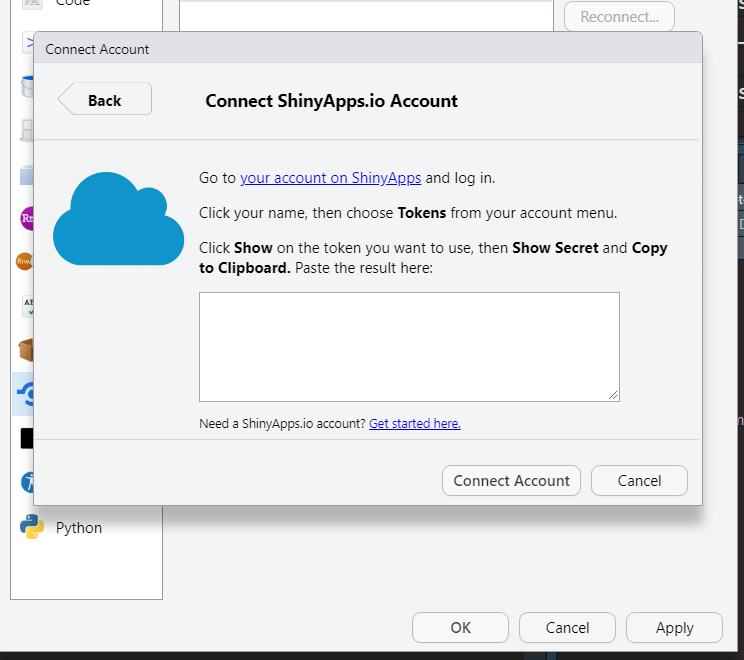 Code
Reconnect...
Connect Account
Back
Connect ShinyApps.io Account
Go to your account on ShinyApps and log in.
Click your name, then choose Tokens from your account menu.
Click Show on the token you want to use, then Show Secret and Copy
to Clipboard. Paste the result here:
Need a ShinyApps.io account? Get started here.
Connect Account
Cancel
Python
OK
Cancel
Apply